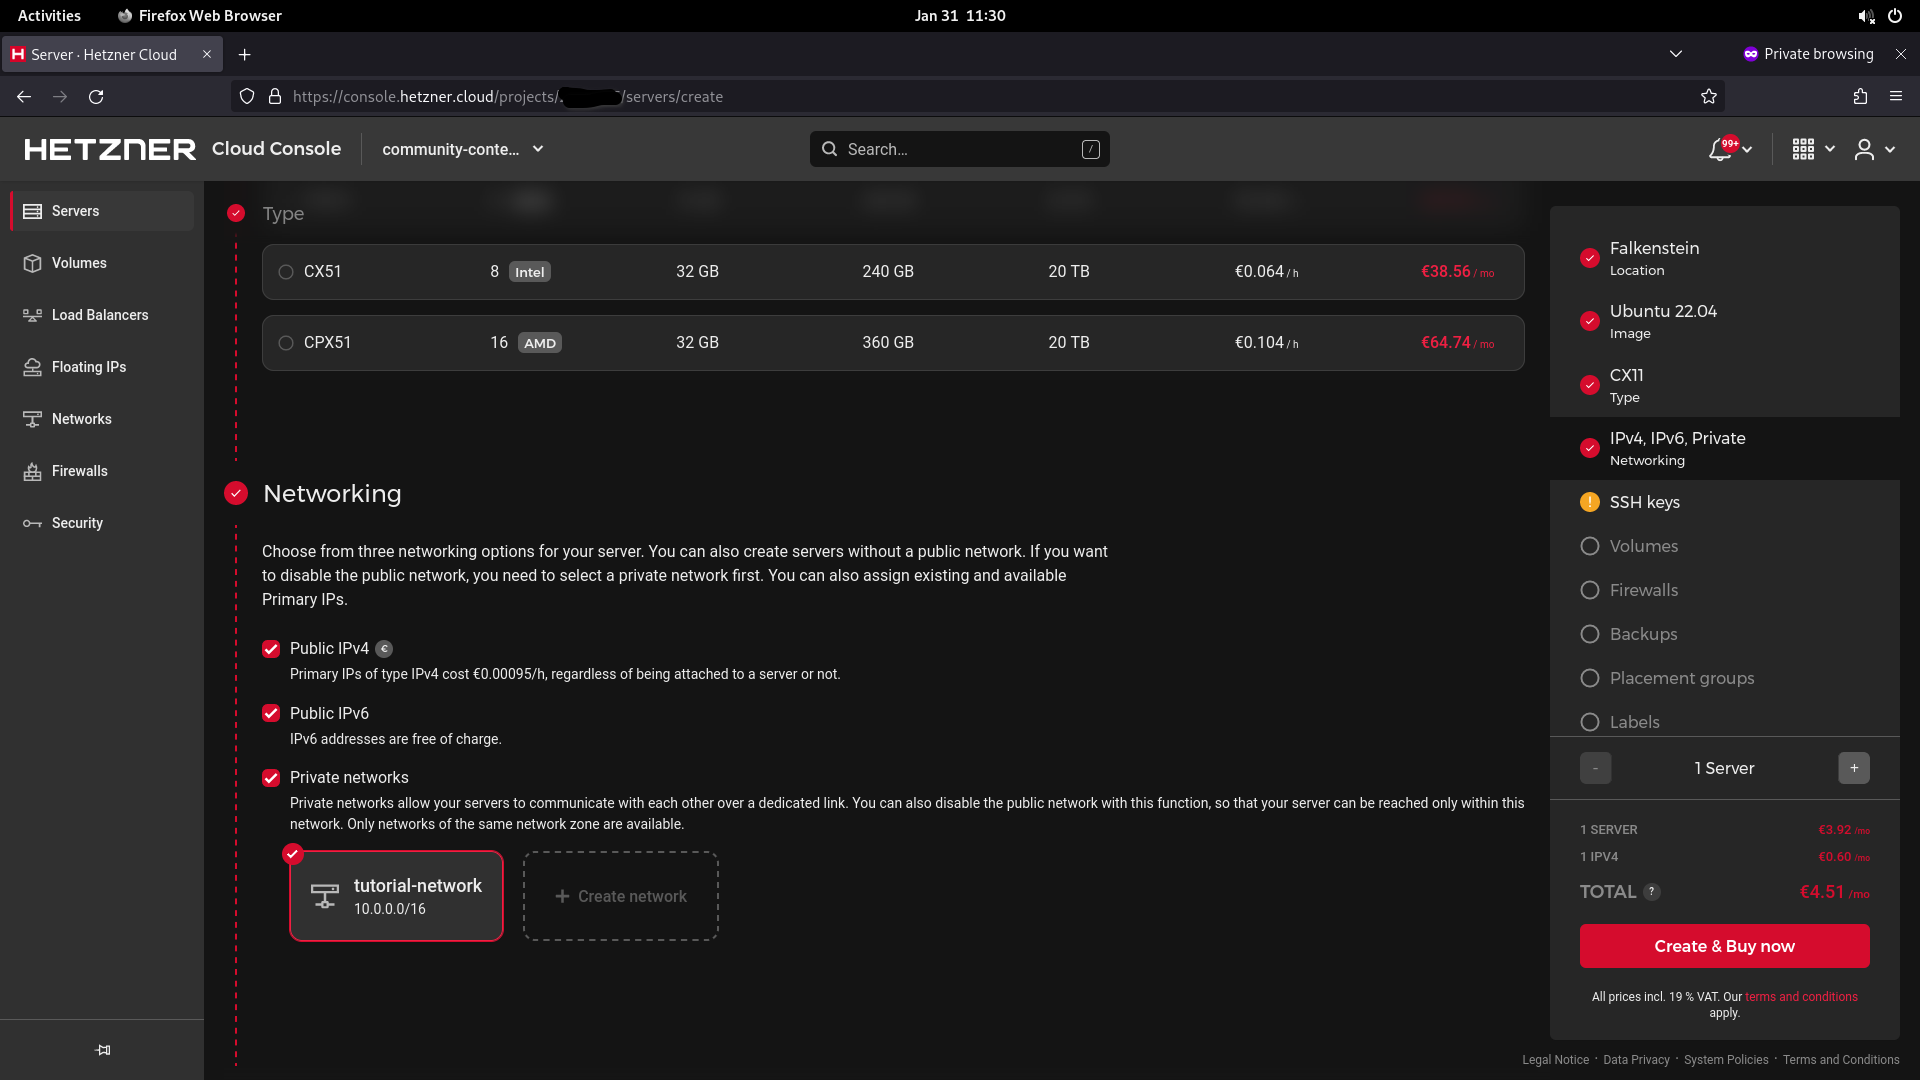 Activities
Firefox Web Browser
Jan 31 11:30
Server · Hetzner Cloud
Private browsing
https://console.hetzner.cloud/projects/
/servers/create
HETZNER
Cloud Console
community-conte...
Search...
/
99+
Servers
Volumes
Load Balancers
Floating IPs
Networks
Firewalls
Security
Type
CX51 8 Intel 32 GB 240 GB 20 TB €0.064 / h €38.56 / mo
CPX51 16 AMD 32 GB 360 GB 20 TB €0.104 / h €64.74 / mo
Networking
Choose from three networking options for your server. You can also create servers without a public network. If you want
to disable the public network, you need to select a private network first. You can also assign existing and available
Primary IPs.
Public IPv4 €
Primary IPs of type IPv4 cost €0.00095/h, regardless of being attached to a server or not.
Public IPv6
IPv6 addresses are free of charge.
Private networks
Private networks allow your servers to communicate with each other over a dedicated link. You can also disable the public network with this function, so that your server can be reached only within this
network. Only networks of the same network zone are available.
tutorial-network
10.0.0.0/16
+ Create network
Falkenstein
Location
Ubuntu 22.04
Image
CX11
Type
IPv4, IPv6, Private
Networking
! SSH keys
Volumes
Firewalls
Backups
Placement groups
Labels
- 1 Server +
1 SERVER €3.92 /mo
1 IPV4 €0.60 /mo
TOTAL ? €4.51 /mo
Create & Buy now
All prices incl. 19 % VAT. Our terms and conditions
apply.
Legal Notice · Data Privacy · System Policies · Terms and Conditions